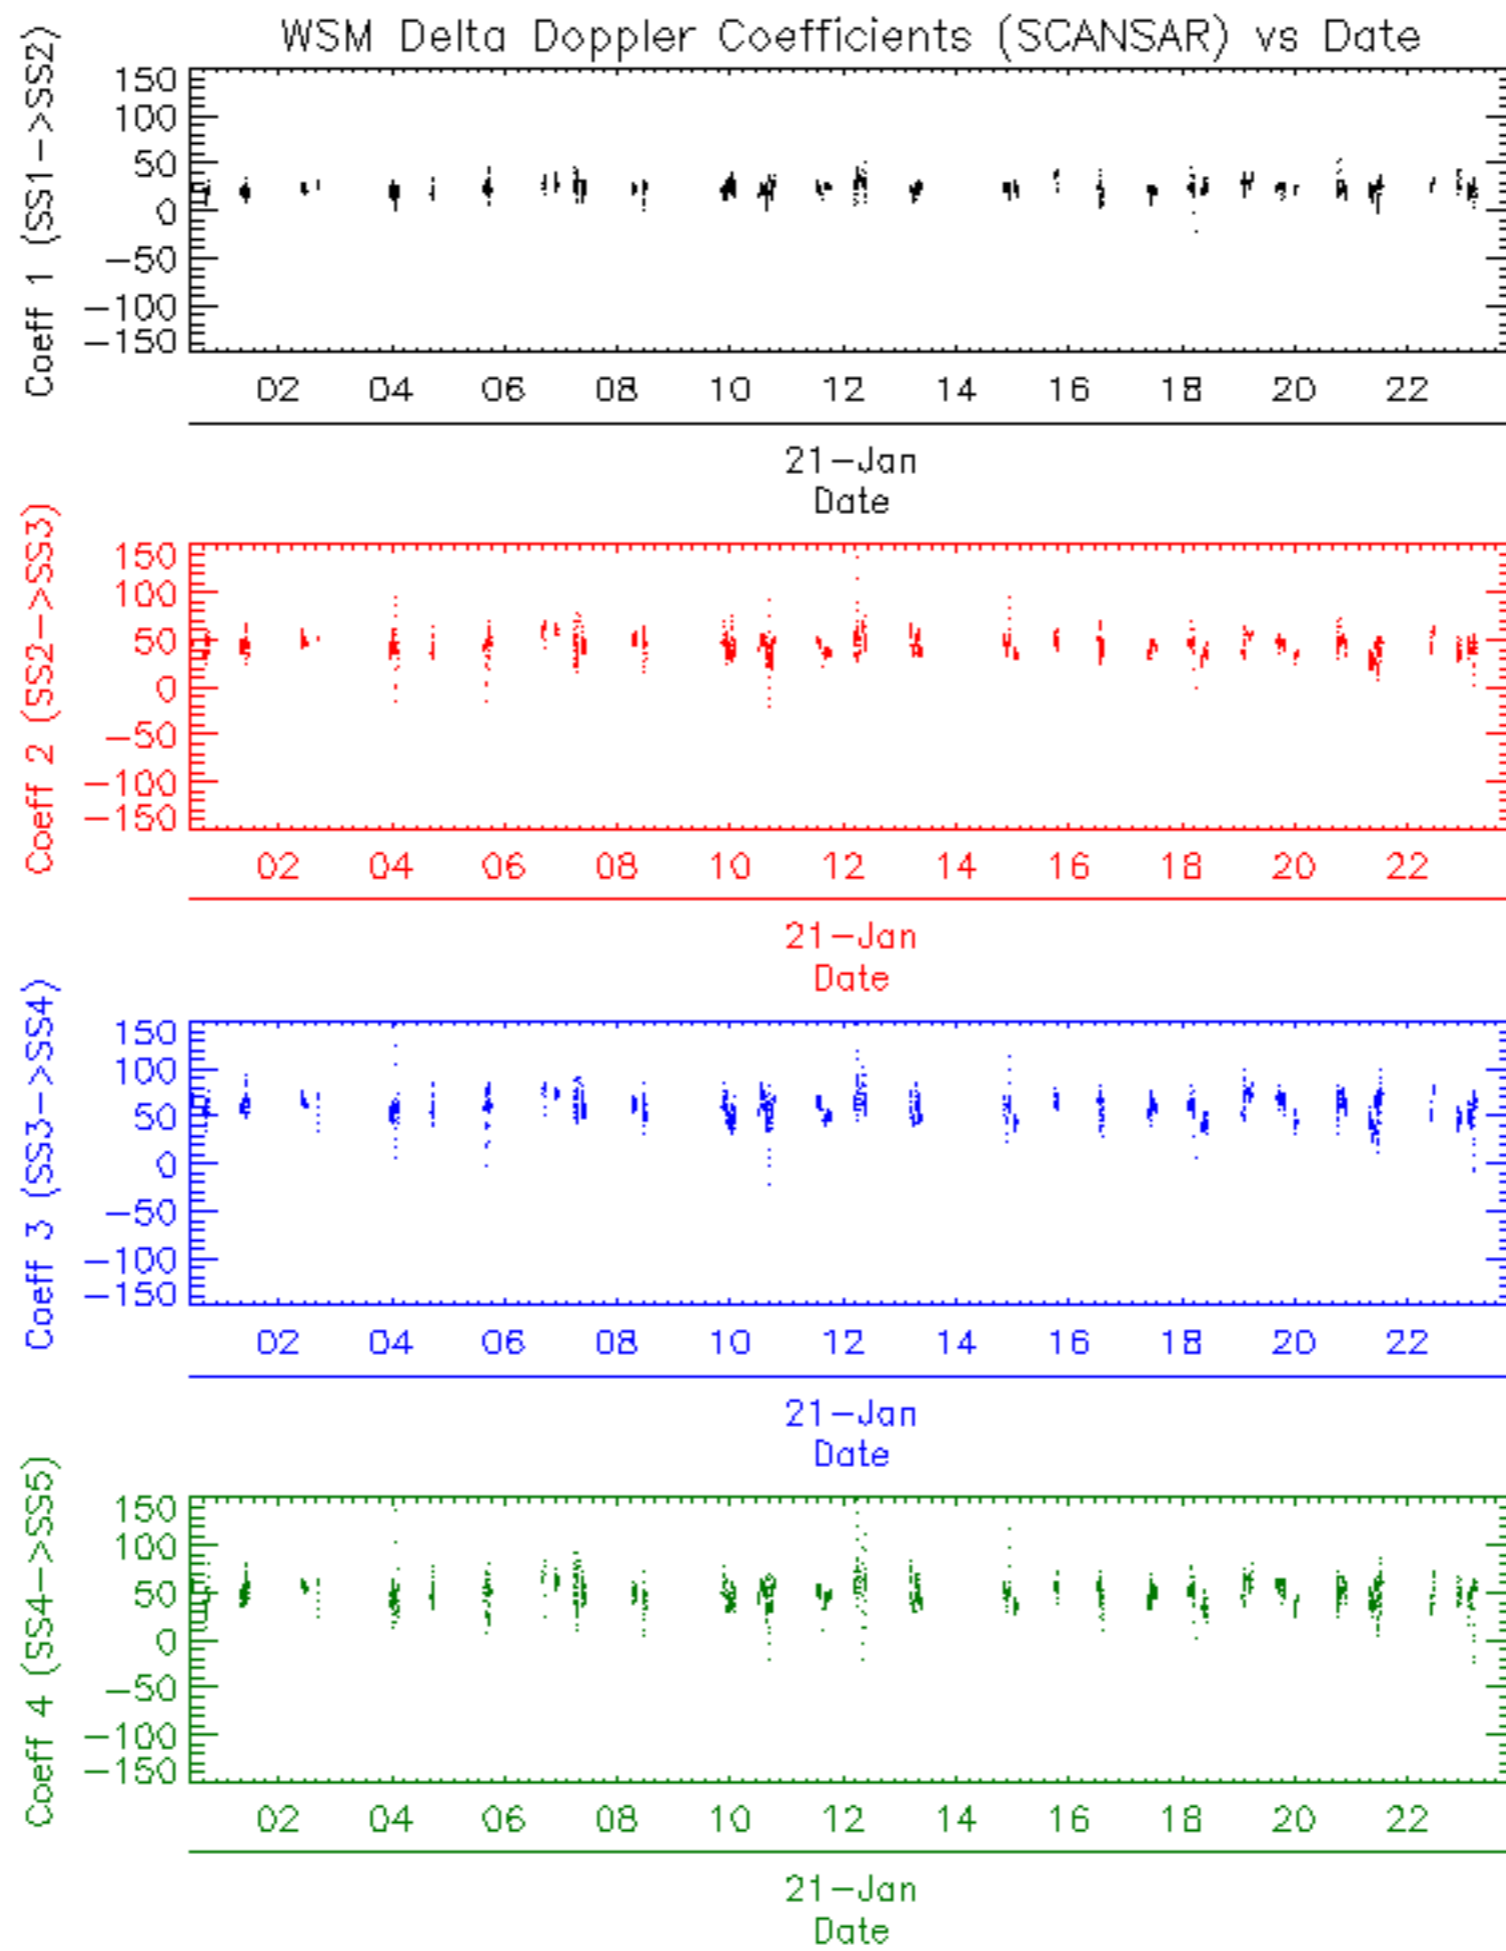 WSM Delta Doppler Coefficients (SCANSAR) vs Date
Coeff 1 (SS1->SS2)
150
100
50
0
-50
-100
-150
02 04 06 08 10 12 14 16 18 20 22
21-Jan
Date
Coeff 2 (SS2->SS3)
150
100
50
0
-50
-100
-150
02 04 06 08 10 12 14 16 18 20 22
21-Jan
Date
Coeff 3 (SS3->SS4)
150
100
50
0
-50
-100
-150
02 04 06 08 10 12 14 16 18 20 22
21-Jan
Date
Coeff 4 (SS4->SS5)
150
100
50
0
-50
-100
-150
02 04 06 08 10 12 14 16 18 20 22
21-Jan
Date